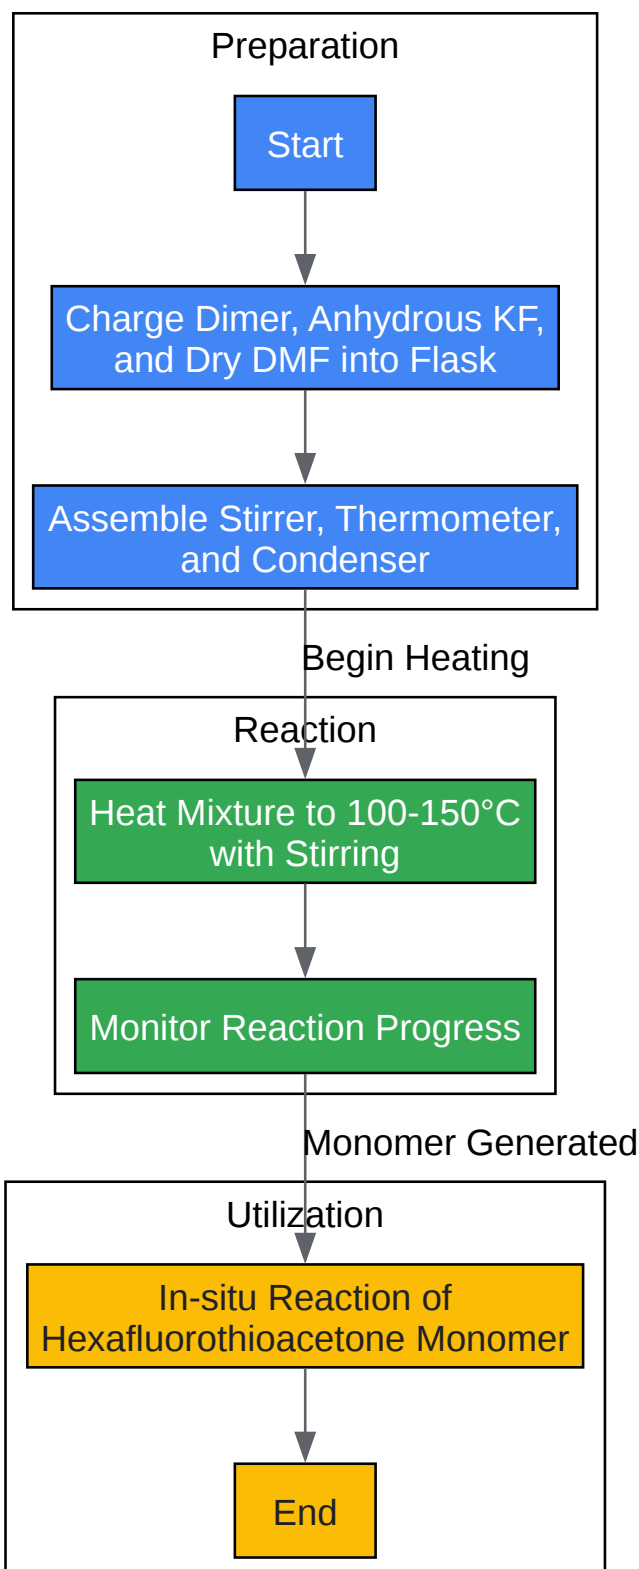 Preparation
Start
Charge Dimer, Anhydrous KF,
and Dry DMF into Flask
Assemble Stirrer, Thermometer,
and Condenser
Begin Heating
Reaction
Heat Mixture to 100-150°C
with Stirring
Monitor Reaction Progress
Monomer Generated
Utilization
In-situ Reaction of
Hexafluorothioacetone Monomer
End